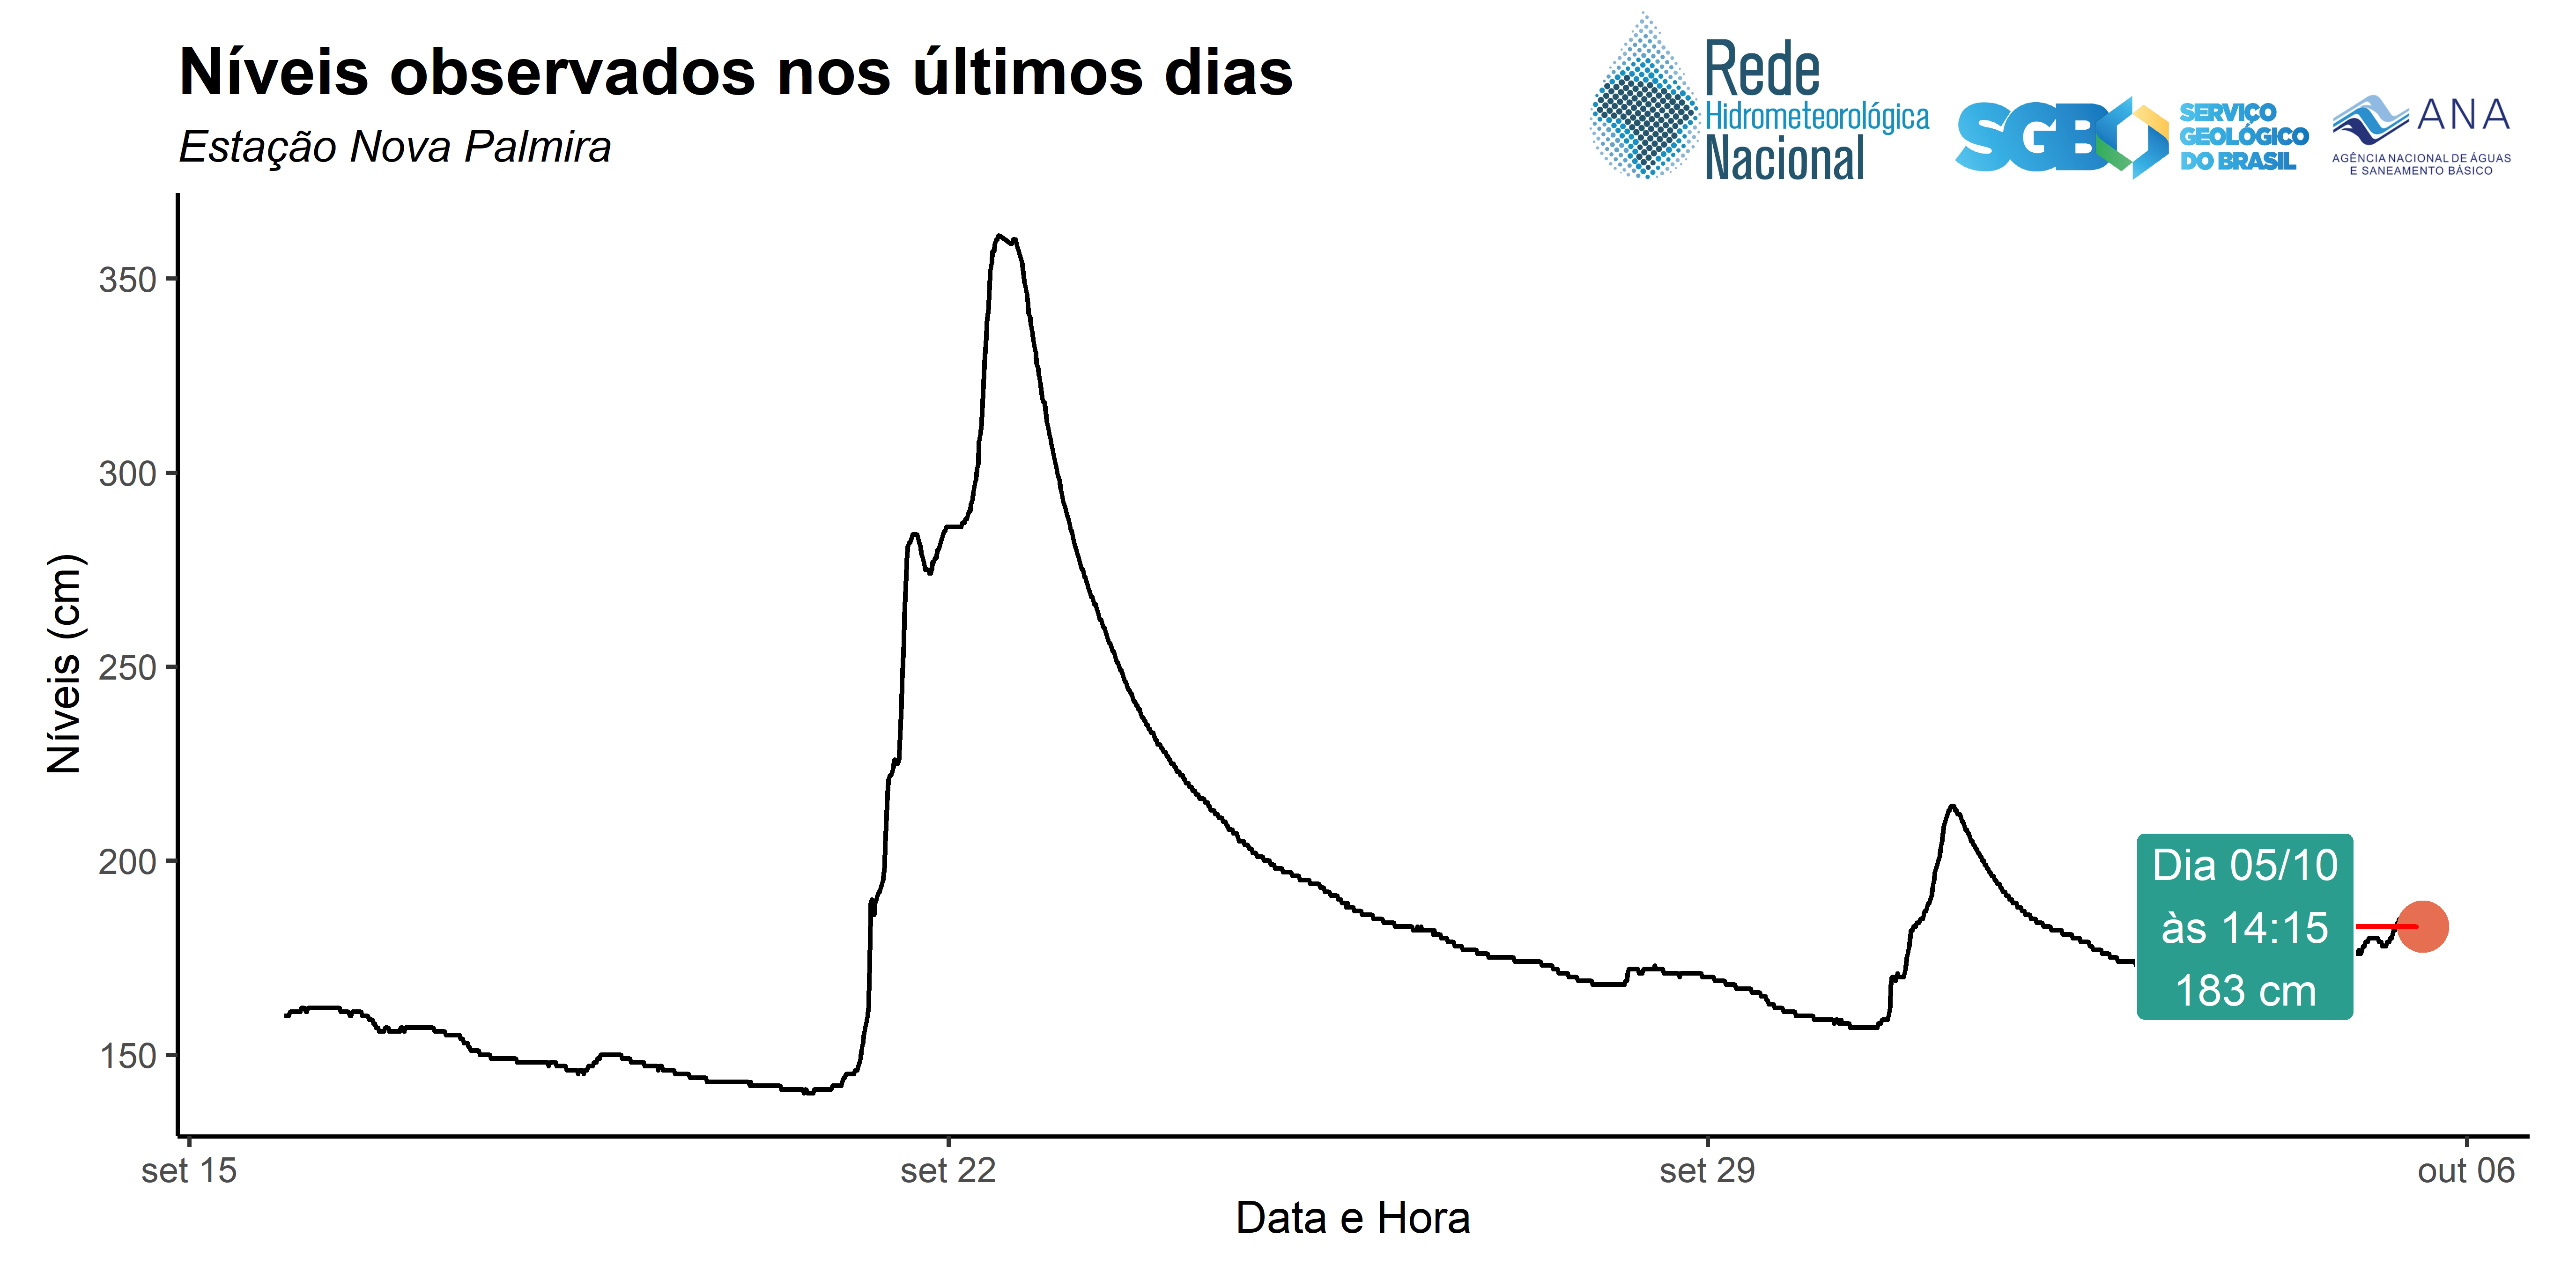 Níveis observados nos últimos dias
Estação Nova Palmira
Rede
Hidrometeorológica
Nacional
SGB
SERVIÇO
GEOLÓGICO
DO BRASIL
ANA
AGÊNCIA NACIONAL DE ÁGUAS
E SANEAMENTO BÁSICO
Níveis (cm)
350
300
250
200
150
Dia 05/10
às 14:15
183 cm
set 15
set 22
set 29
out 06
Data e Hora